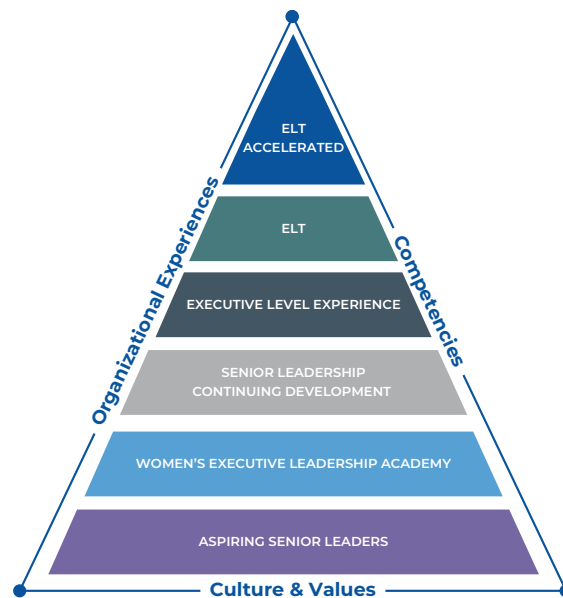 ELT
ACCELERATED
ELT
EXECUTIVE LEVEL EXPERIENCE
SENIOR LEADERSHIP
CONTINUING DEVELOPMENT
WOMEN'S EXECUTIVE LEADERSHIP ACADEMY
ASPIRING SENIOR LEADERS
Organizational Experiences
Competencies
Culture & Values